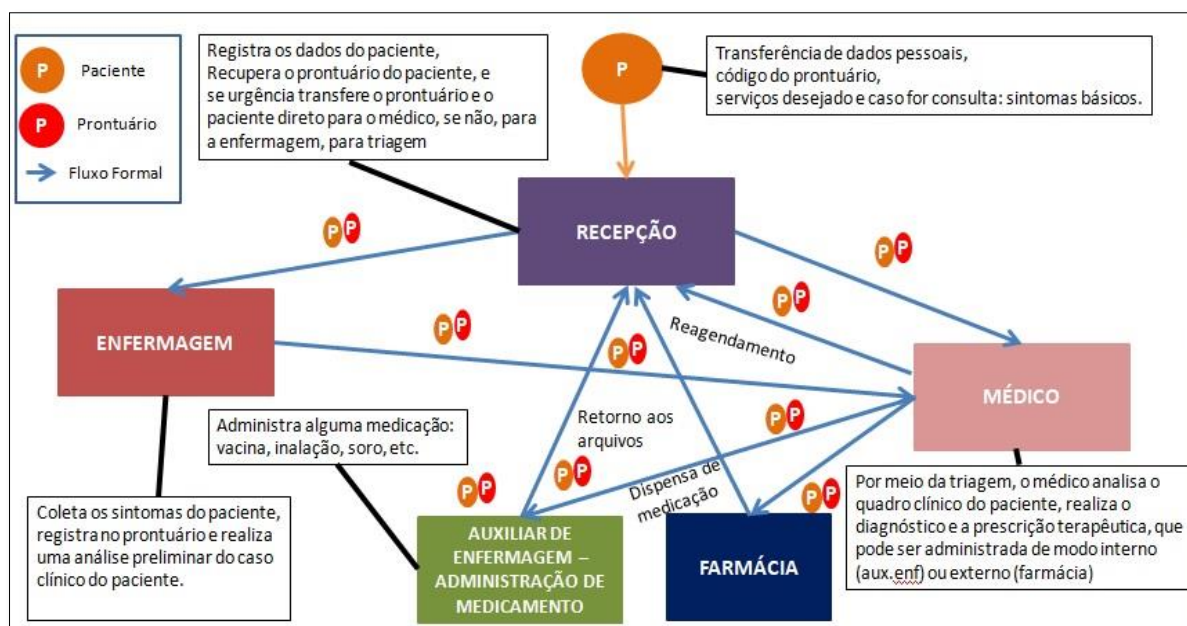 P Paciente
P Prontuário
Fluxo Formal
Registra os dados do paciente,
Recupera o prontuário do paciente, e
se urgência transfere o prontuário e o
paciente direto para o médico, se não, para
a enfermagem, para triagem
P
Transferência de dados pessoais,
código do prontuário,
serviços desejado e caso for consulta: sintomas básicos.
RECEPÇÃO
P P
P P
P P
ENFERMAGEM
P P
Reagendamento
P P
MÉDICO
Administra alguma medicação:
vacina, inalação, soro, etc.
Retorno aos
arquivos
P P
P P
P P
Dispensa de
medicação
P P
Coleta os sintomas do paciente,
registra no prontuário e realiza
uma análise preliminar do caso
clínico do paciente.
AUXILIAR DE
ENFERMAGEM –
ADMINISTRAÇÃO DE
MEDICAMENTO
FARMÁCIA
Por meio da triagem, o médico analisa o
quadro clínico do paciente, realiza o
diagnóstico e a prescrição terapêutica, que
pode ser administrada de modo interno
(aux.enf) ou externo (farmácia)